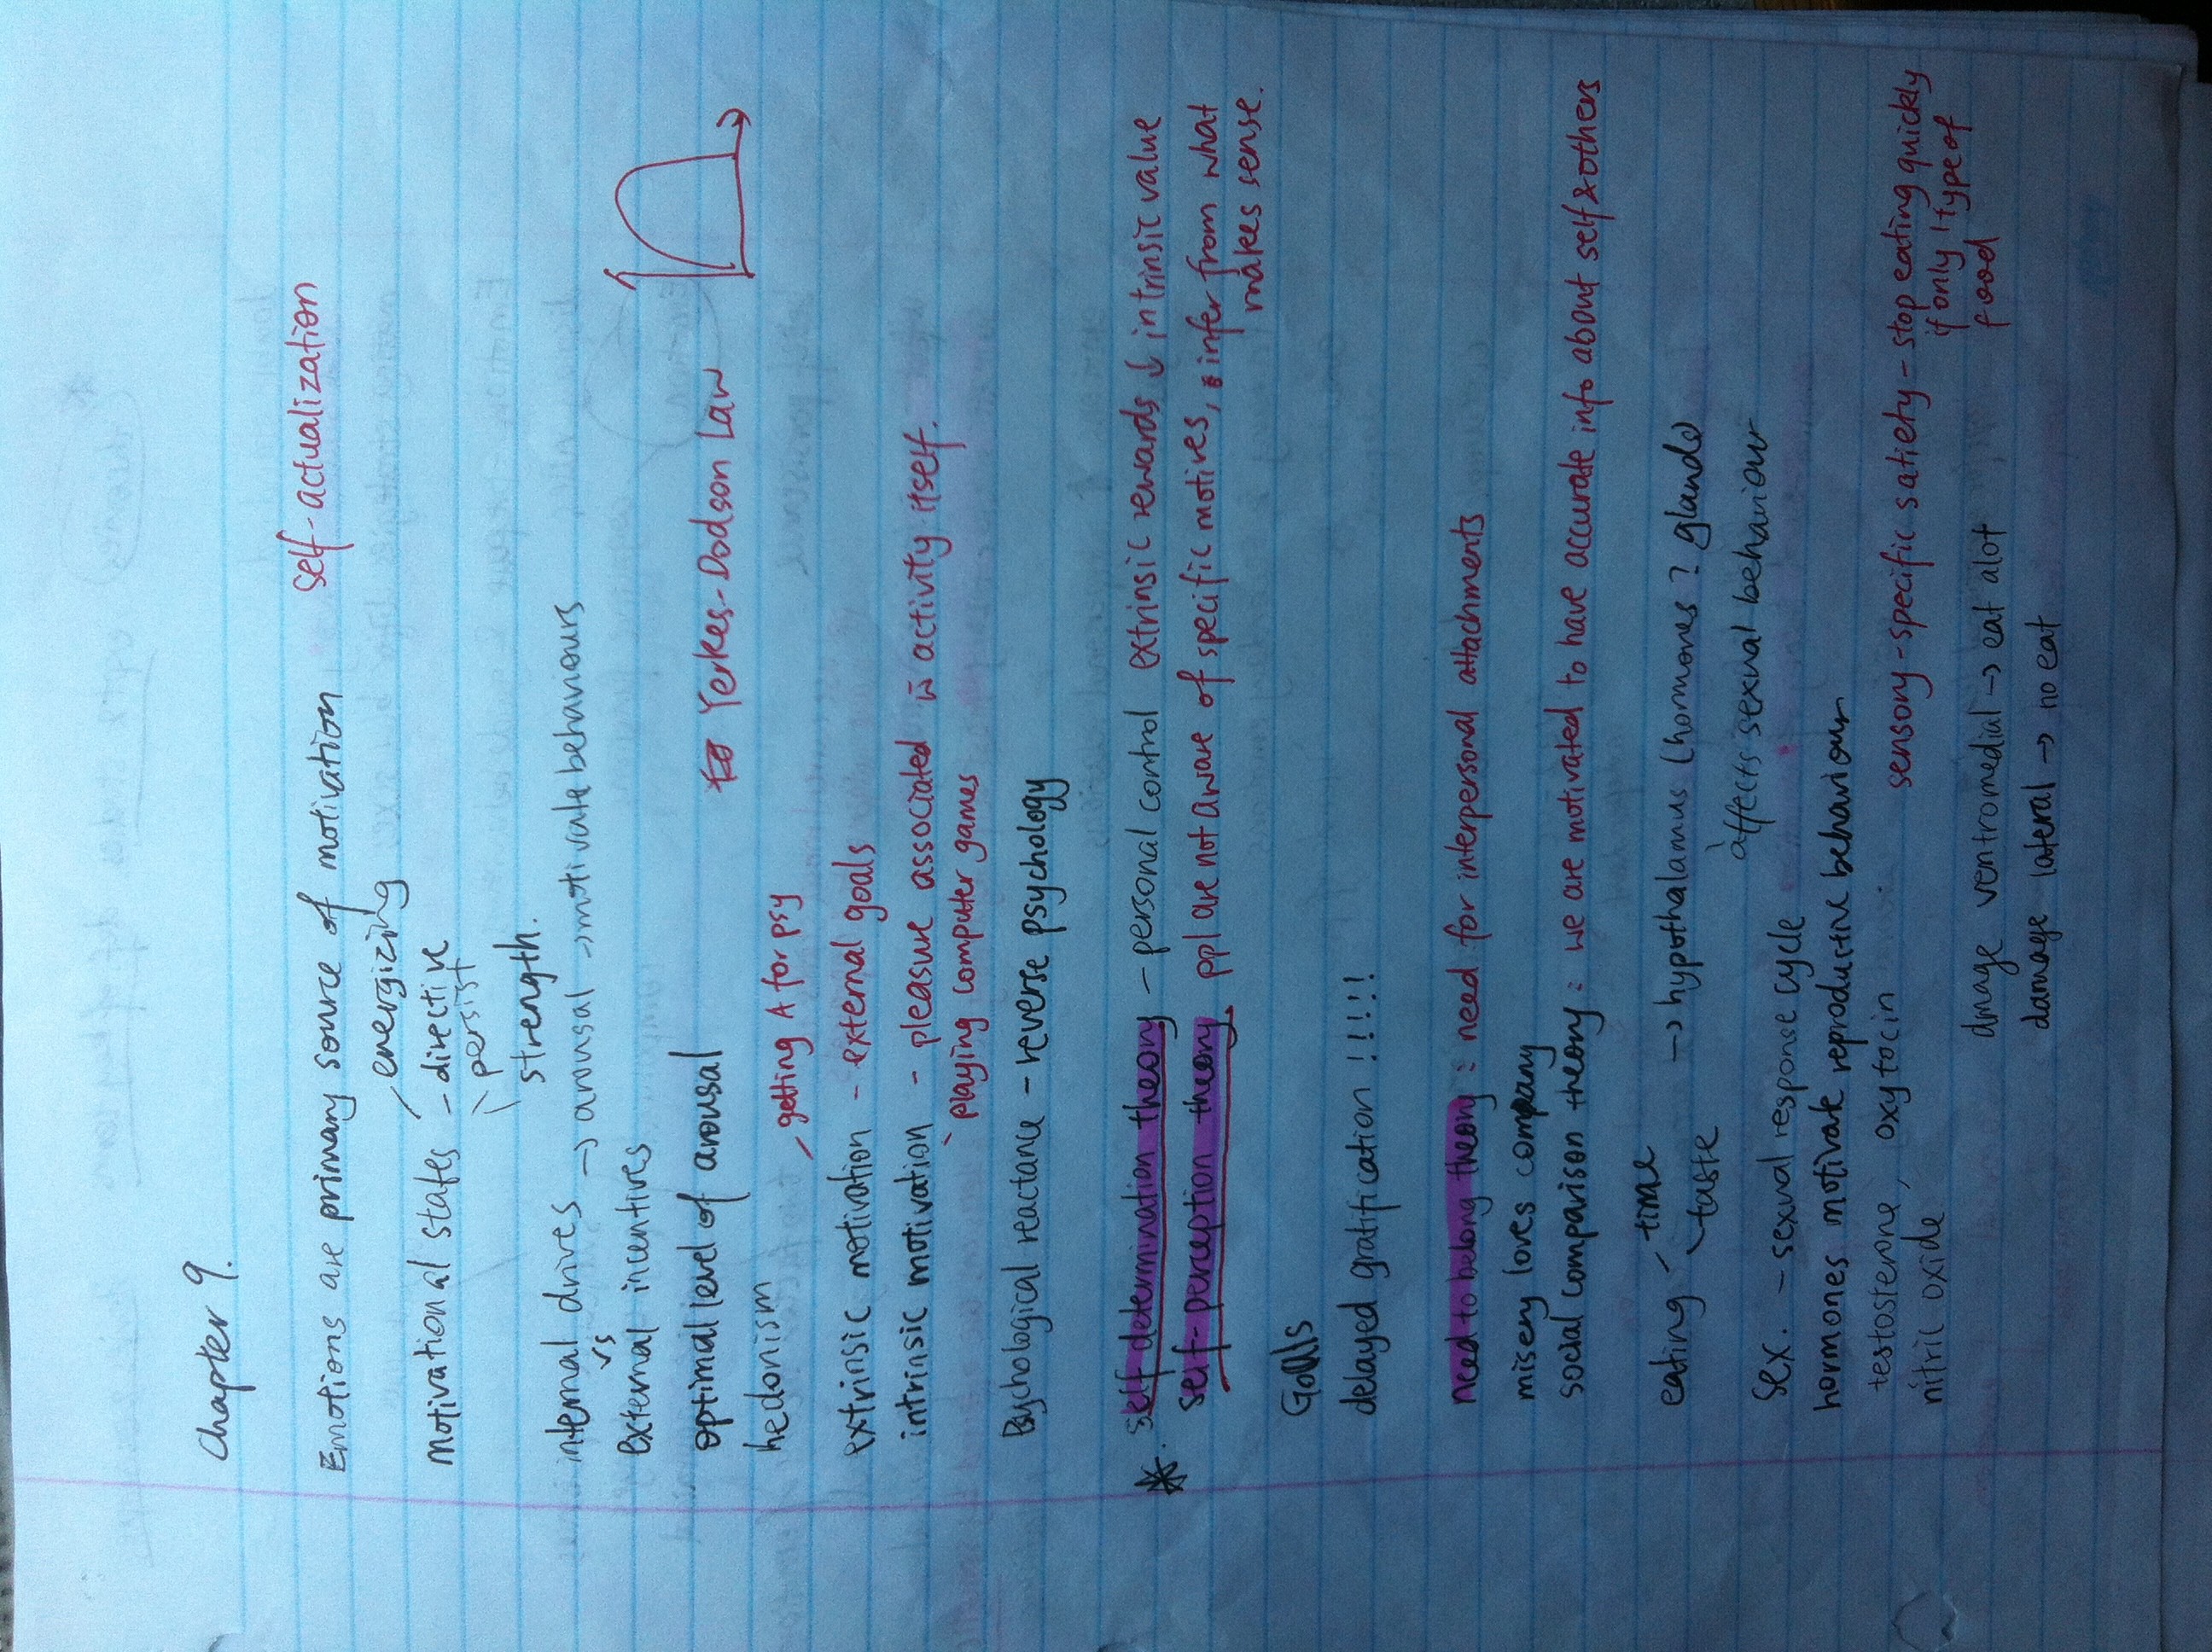 Chapter 9.
Emotions are primary source of motivation self-actualization
energizing
motivational states - directive
persist
strength.
internal drives → arousal → motivate behaviours
vs
external incentives
optimal level of arousal Yerkes-Dodson Law
hedonism
getting A for psy
extrinsic motivation - external goals
intrinsic motivation - pleasure associated w activity itself.
playing computer games
Psychological reactance - reverse psychology
*. self determination theory - personal control extrinsic rewards ↓ intrinsic value
self-perception theory ppl are not aware of specific motives, infer from what
makes sense.
Goals
delayed gratification !!!!!
need to belong theory : need for interpersonal attachments
misery loves company
social comparison theory : we are motivated to have accurate info about self & others
eating time → hypothalamus (hormones ? glands
taste affects sexual behaviour
sex. - sexual response cycle
hormones motivate reproductive behaviour
testosterone, oxytocin sensory-specific satiety - stop eating quickly
if only 1 type of
food
nitric oxide
damage ventromedial → eat alot
damage lateral → no eat